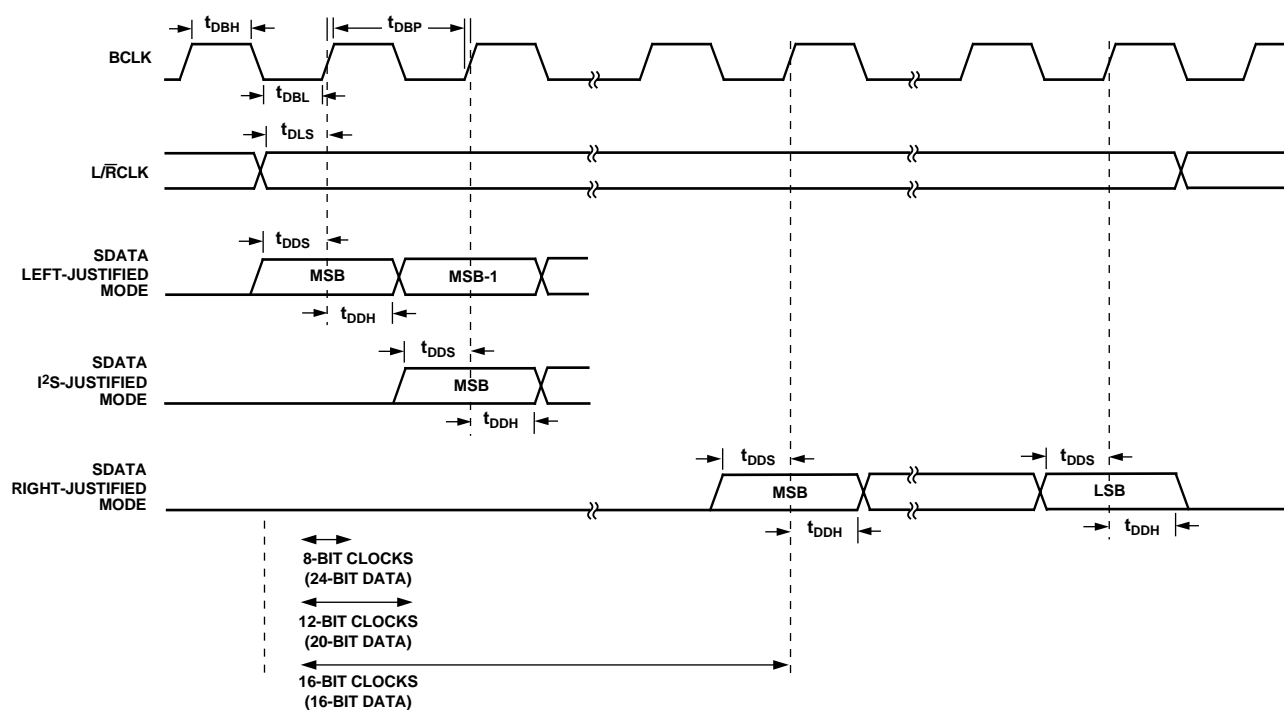 tDBH
tDBP
BCLK
tDBL
tDLS
L/R̅CLK
tDDS
SDATA
LEFT-JUSTIFIED
MODE
MSB
MSB-1
tDDH
SDATA
I²S-JUSTIFIED
MODE
tDDS
MSB
tDDH
SDATA
RIGHT-JUSTIFIED
MODE
tDDS
tDDS
MSB
LSB
tDDH
tDDH
8-BIT CLOCKS
(24-BIT DATA)
12-BIT CLOCKS
(20-BIT DATA)
16-BIT CLOCKS
(16-BIT DATA)